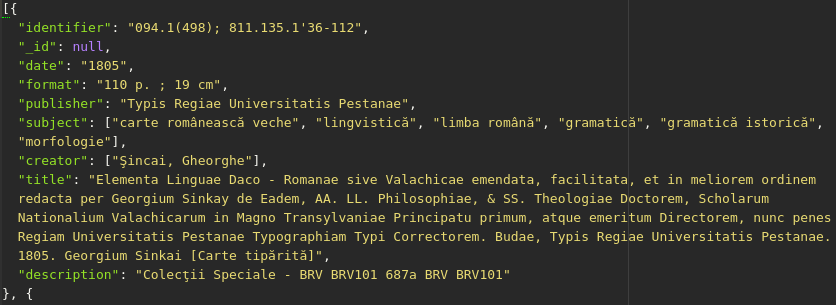 [{
"identifier": "094.1(498); 811.135.1'36-112",
"_id": null,
"date": "1805",
"format": "110 p. ; 19 cm",
"publisher": "Typis Regiae Universitatis Pestanae",
"subject": ["carte românească veche", "lingvistică", "limba română", "gramatică", "gramatică istorică",
"morfologie"],
"creator": ["Şincai, Gheorghe"],
"title": "Elementa Linguae Daco - Romanae sive Valachicae emendata, facilitata, et in meliorem ordinem
redacta per Georgium Sinkay de Eadem, AA. LL. Philosophiae, & SS. Theologiae Doctorem, Scholarum
Nationalium Valachicarum in Magno Transylvaniae Principatu primum, atque emeritum Directorem, nunc penes
Regiam Universitatis Pestanae Typographiam Typi Correctorem. Budae, Typis Regiae Universitatis Pestanae.
1805. Georgium Sinkai [Carte tipărită]",
"description": "Colecţii Speciale - BRV BRV101 687a BRV BRV101"
}, {